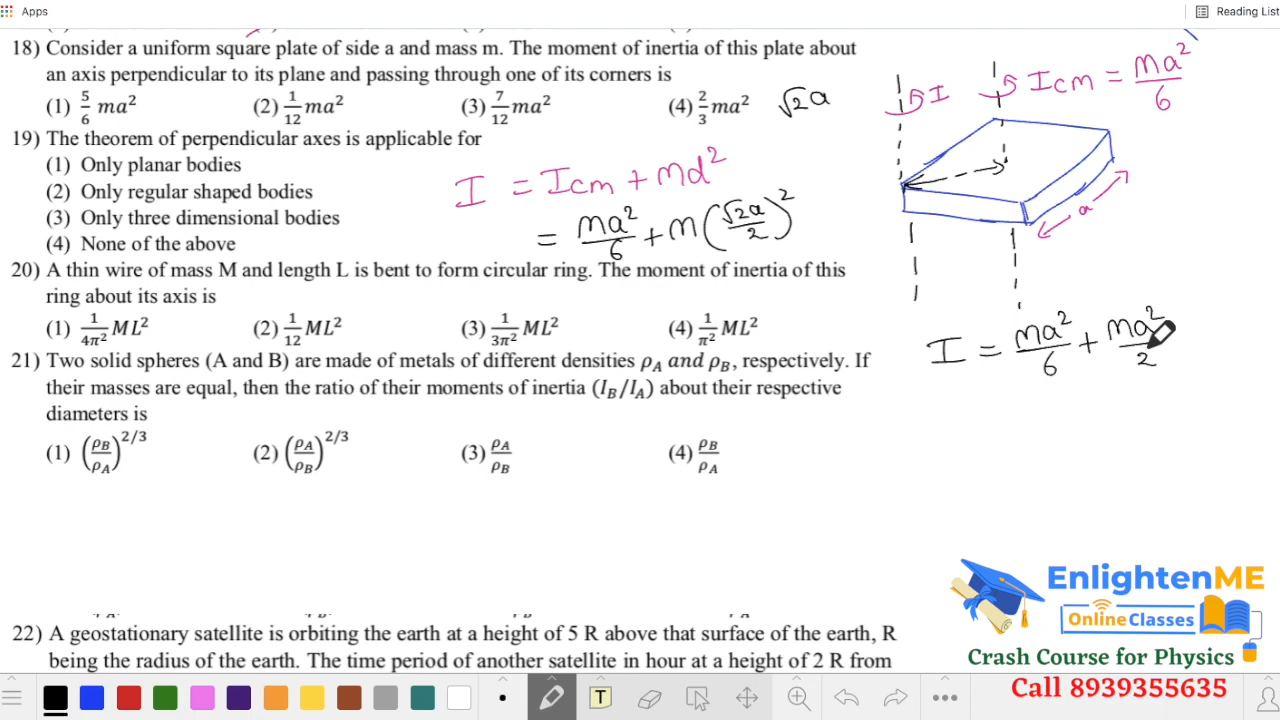 Apps
Reading List
18) Consider a uniform square plate of side a and mass m. The moment of inertia of this plate about
an axis perpendicular to its plane and passing through one of its corners is
(1) 5/6 ma² (2) 1/12 ma² (3) 7/12 ma² (4) 2/3 ma² √2a
I
Icm = ma²/6
19) The theorem of perpendicular axes is applicable for
(1) Only planar bodies
(2) Only regular shaped bodies
(3) Only three dimensional bodies
(4) None of the above
I = Icm + md²
= ma²/6 + m(√2a/2)²
a
20) A thin wire of mass M and length L is bent to form circular ring. The moment of inertia of this
ring about its axis is
(1) 1/4π² ML² (2) 1/12 ML² (3) 1/3π² ML² (4) 1/π² ML²
I = ma²/6 + ma²/2
21) Two solid spheres (A and B) are made of metals of different densities ρA and ρB, respectively. If
their masses are equal, then the ratio of their moments of inertia (IB/IA) about their respective
diameters is
(1) (ρB/ρA)^2/3 (2) (ρA/ρB)^2/3 (3) ρA/ρB (4) ρB/ρA
EnlightenME
OnlineClasses
Crash Course for Physics
Call 8939355635
22) A geostationary satellite is orbiting the earth at a height of 5 R above that surface of the earth, R
being the radius of the earth. The time period of another satellite in hour at a height of 2 R from
T